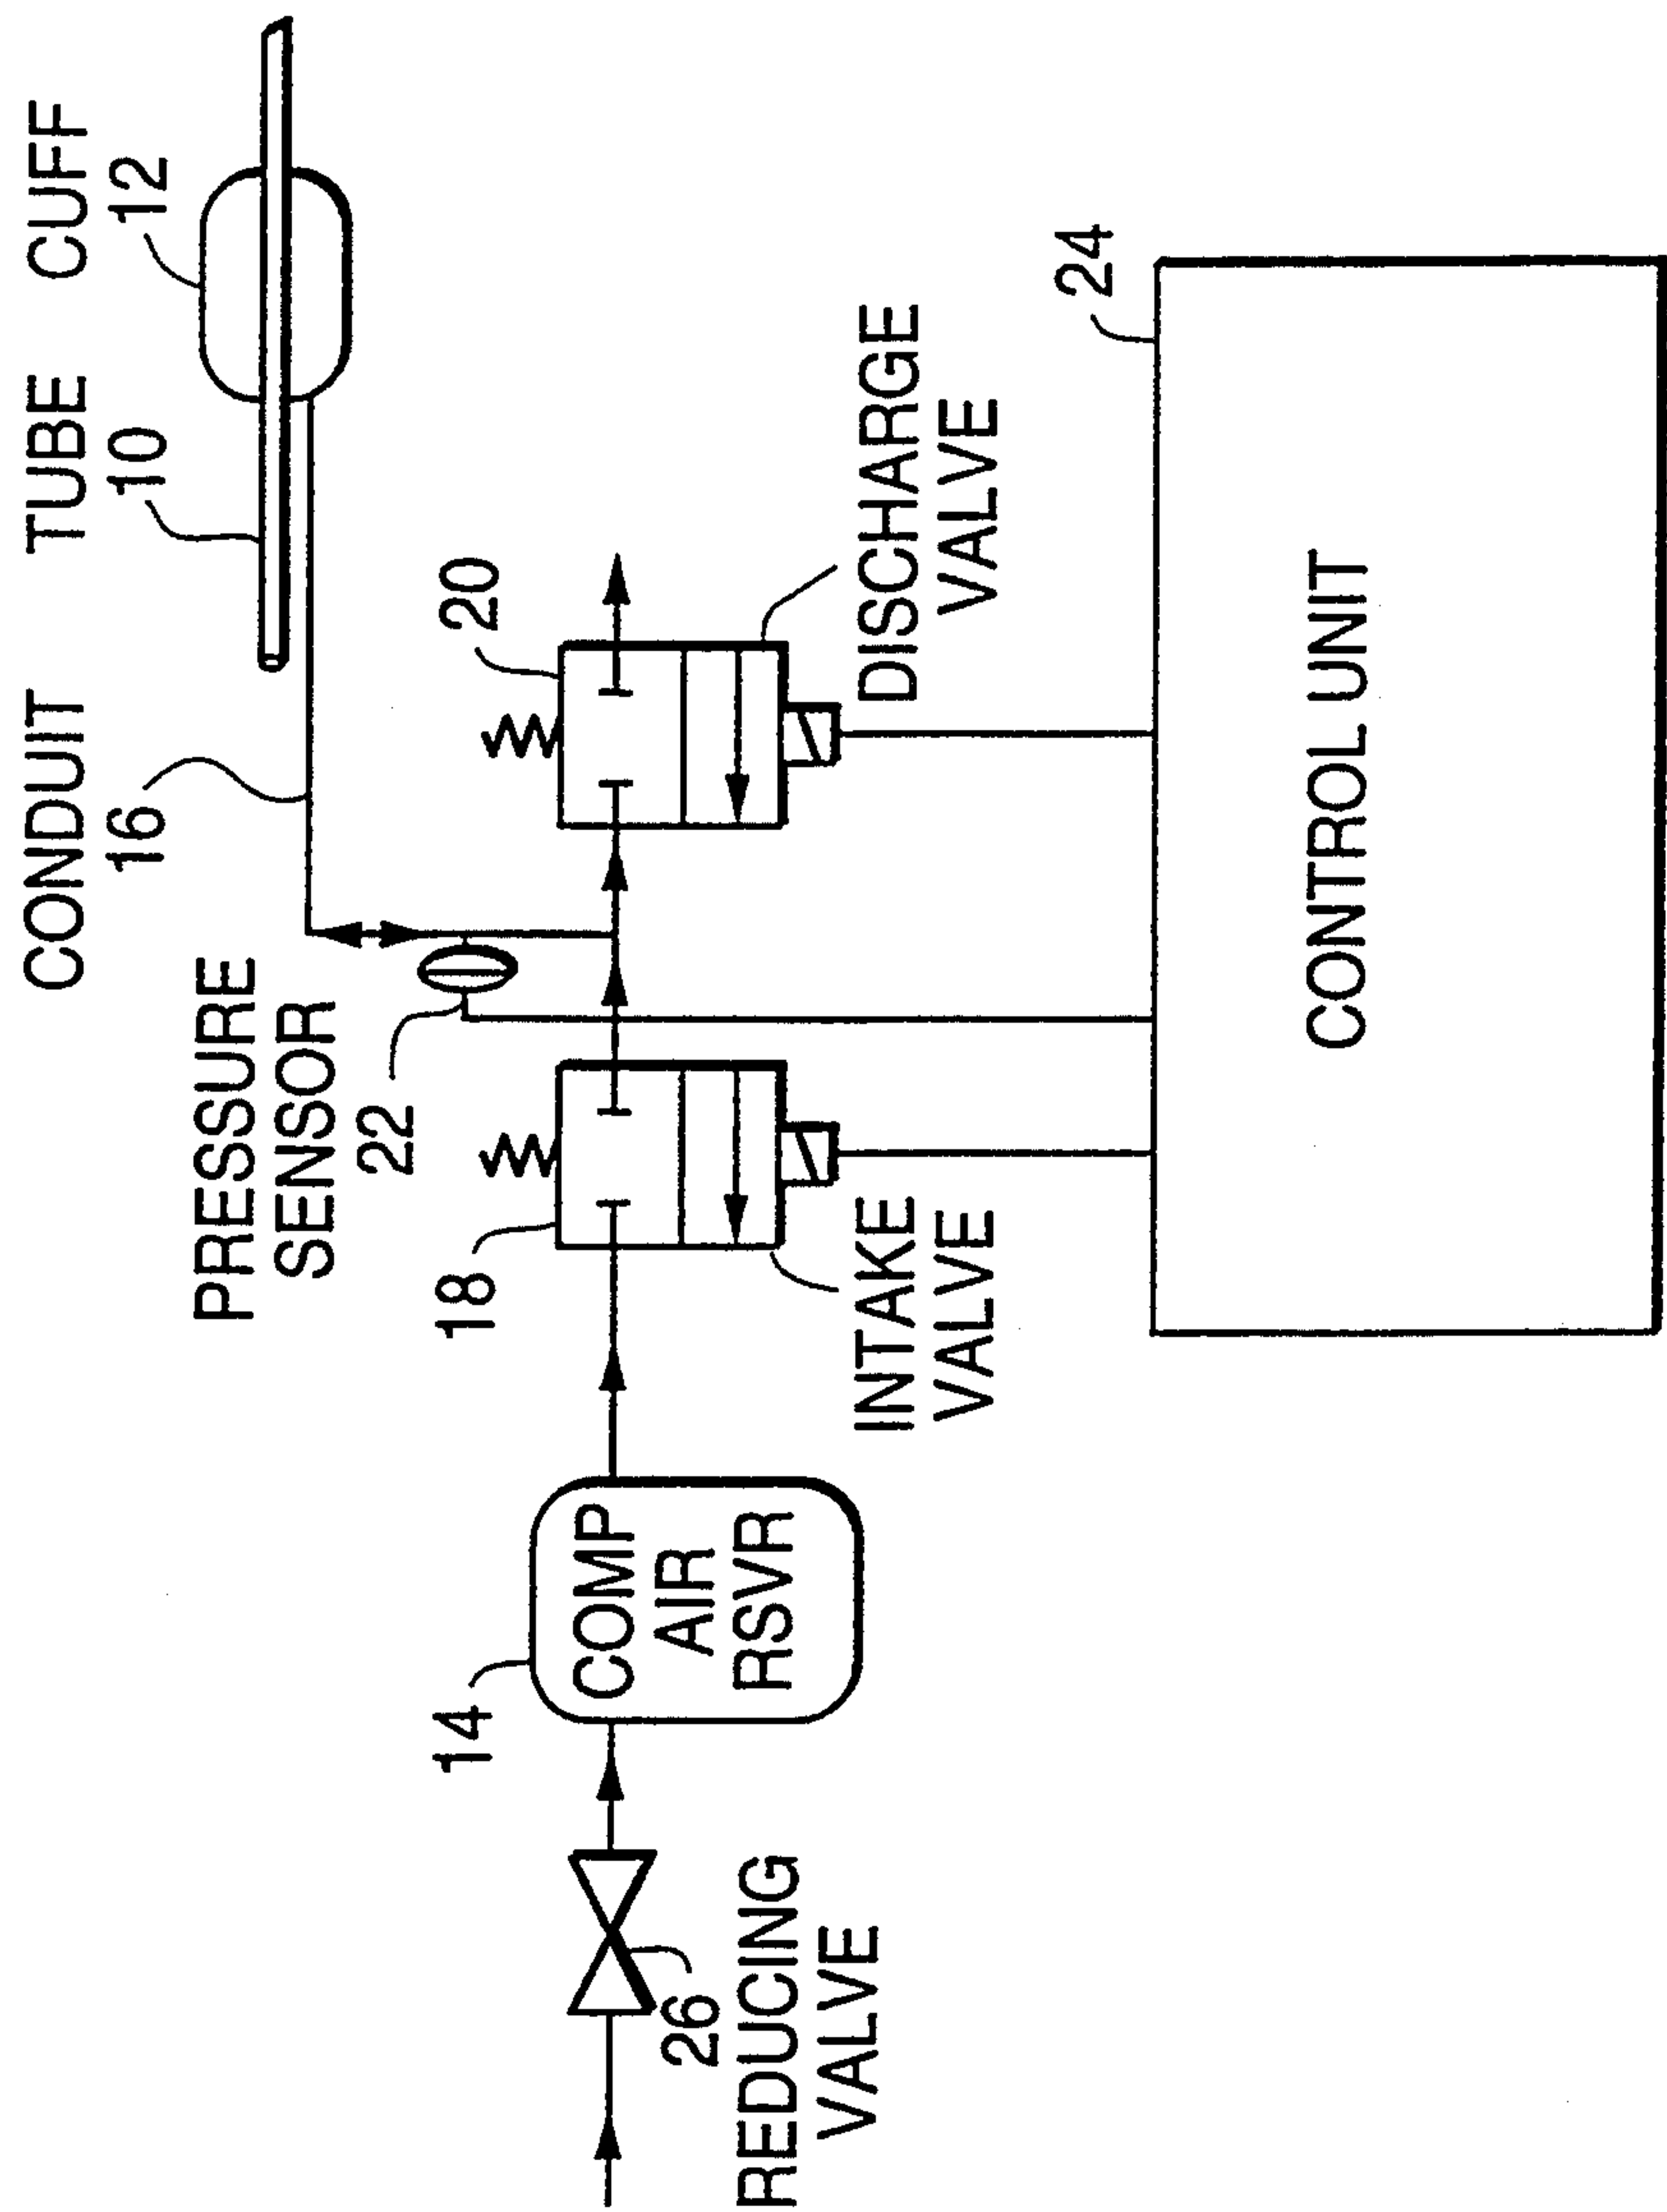 CONDUIT TUBE CUFF
16 10 12
PRESSURE
SENSOR
22
18
20
14
COMP
AIR
RSVR
26
REDUCING
VALVE
INTAKE
VALVE
DISCHARGE
VALVE
24
CONTROL UNIT